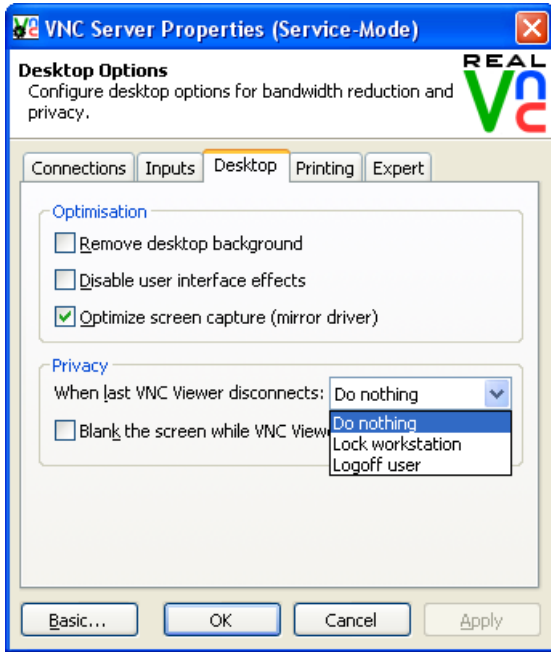 VNC Server Properties (Service-Mode)
Desktop Options
Configure desktop options for bandwidth reduction and
privacy.
REAL
VNC
Connections Inputs Desktop Printing Expert
Optimisation
Remove desktop background
Disable user interface effects
Optimize screen capture (mirror driver)
Privacy
When last VNC Viewer disconnects: Do nothing
Do nothing
Lock workstation
Logoff user
Blank the screen while VNC
Basic... OK Cancel Apply